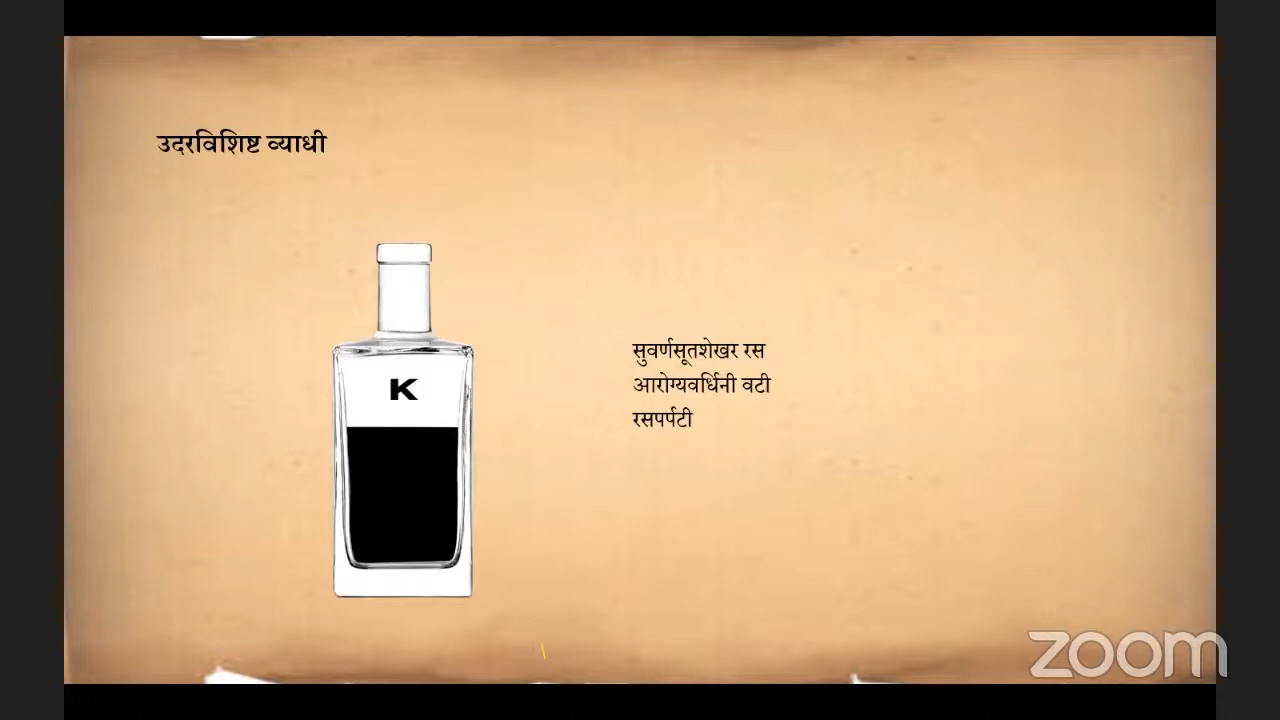 उदरविशिष्ट व्याधी
K
सुवर्णसूतशेखर रस
आरोग्यवर्धिनी वटी
रसपर्पटी
zoom